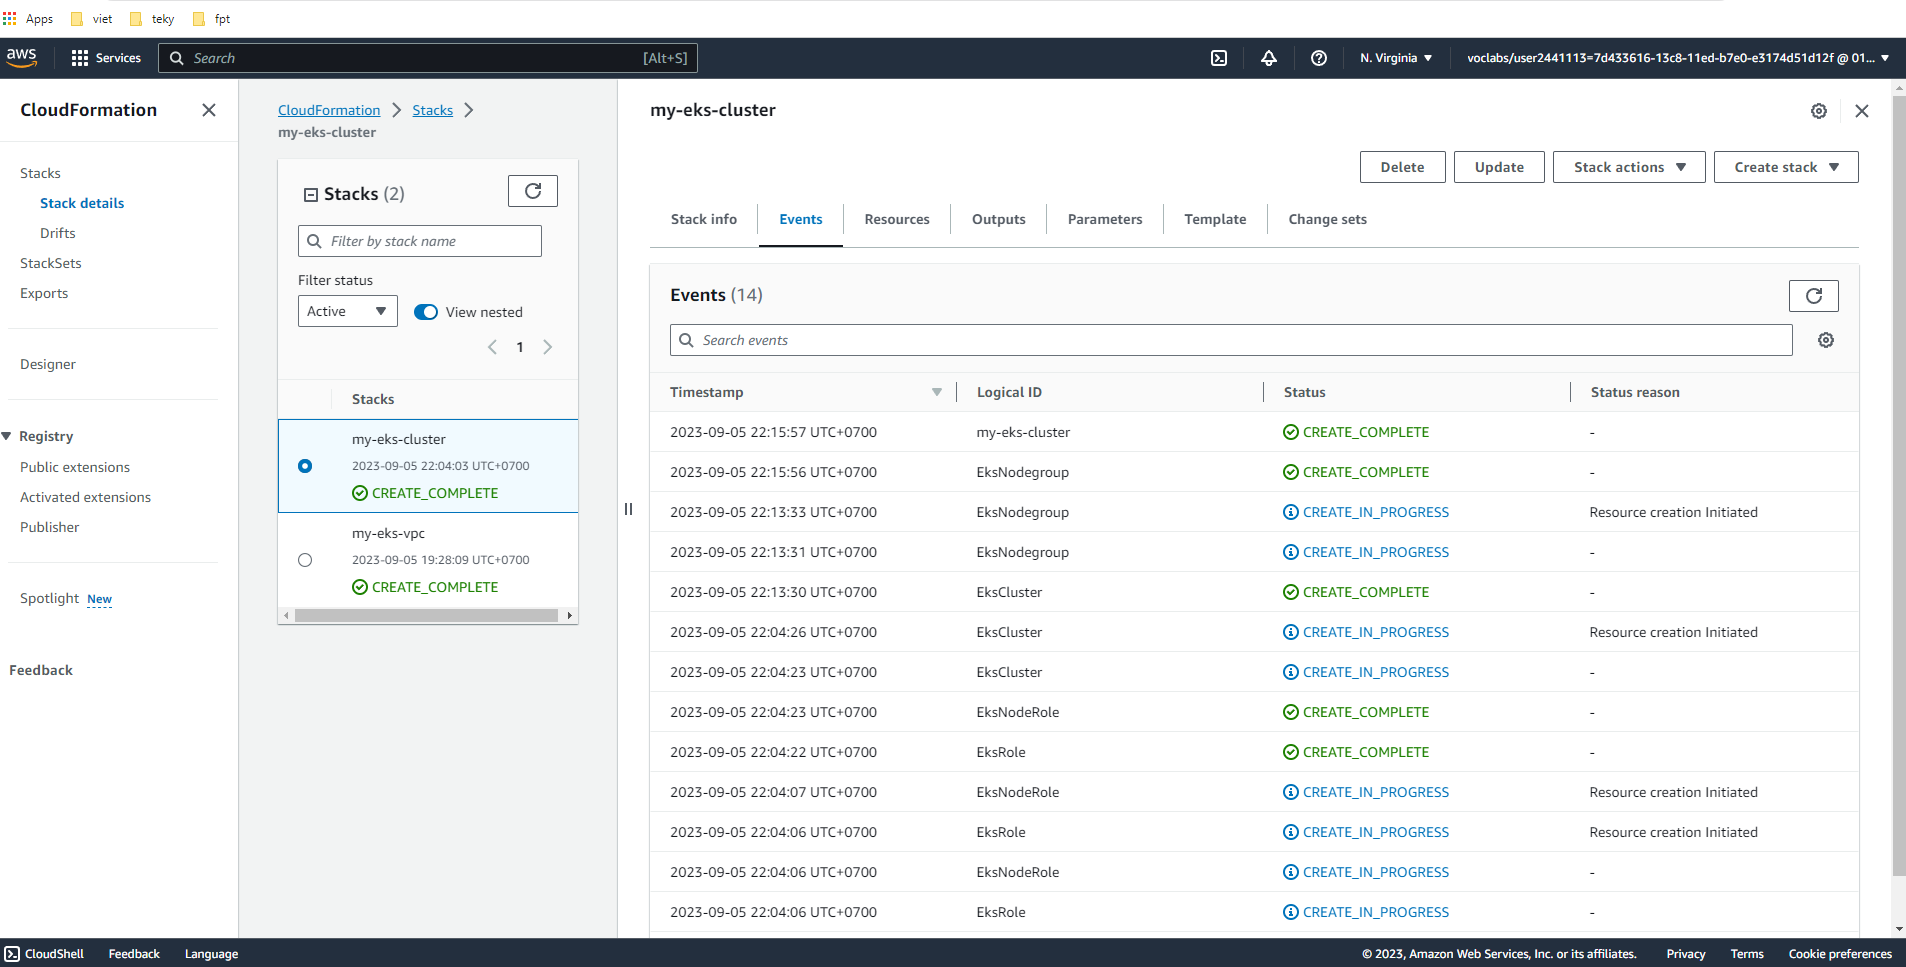 Apps viet teky fpt
aws Services Search [Alt+S] N. Virginia voclabs/user2441113=7d433616-13c8-11ed-b7e0-e3174d51d12f @ 01...
CloudFormation
Stacks
Stack details
Drifts
StackSets
Exports
Designer
Registry
Public extensions
Activated extensions
Publisher
Spotlight New
Feedback
CloudFormation Stacks
my-eks-cluster
Stacks (2)
Filter by stack name
Filter status
Active View nested
1
Stacks
my-eks-cluster
2023-09-05 22:04:03 UTC+0700
CREATE_COMPLETE
my-eks-vpc
2023-09-05 19:28:09 UTC+0700
CREATE_COMPLETE
my-eks-cluster
Delete Update Stack actions Create stack
Stack info Events Resources Outputs Parameters Template Change sets
Events (14)
Search events
Timestamp Logical ID Status Status reason
2023-09-05 22:15:57 UTC+0700 my-eks-cluster CREATE_COMPLETE -
2023-09-05 22:15:56 UTC+0700 EksNodegroup CREATE_COMPLETE -
2023-09-05 22:13:33 UTC+0700 EksNodegroup CREATE_IN_PROGRESS Resource creation Initiated
2023-09-05 22:13:31 UTC+0700 EksNodegroup CREATE_IN_PROGRESS -
2023-09-05 22:13:30 UTC+0700 EksCluster CREATE_COMPLETE -
2023-09-05 22:04:26 UTC+0700 EksCluster CREATE_IN_PROGRESS Resource creation Initiated
2023-09-05 22:04:23 UTC+0700 EksCluster CREATE_IN_PROGRESS -
2023-09-05 22:04:23 UTC+0700 EksNodeRole CREATE_COMPLETE -
2023-09-05 22:04:22 UTC+0700 EksRole CREATE_COMPLETE -
2023-09-05 22:04:07 UTC+0700 EksNodeRole CREATE_IN_PROGRESS Resource creation Initiated
2023-09-05 22:04:06 UTC+0700 EksRole CREATE_IN_PROGRESS Resource creation Initiated
2023-09-05 22:04:06 UTC+0700 EksNodeRole CREATE_IN_PROGRESS -
2023-09-05 22:04:06 UTC+0700 EksRole CREATE_IN_PROGRESS -
CloudShell Feedback Language © 2023, Amazon Web Services, Inc. or its affiliates. Privacy Terms Cookie preferences